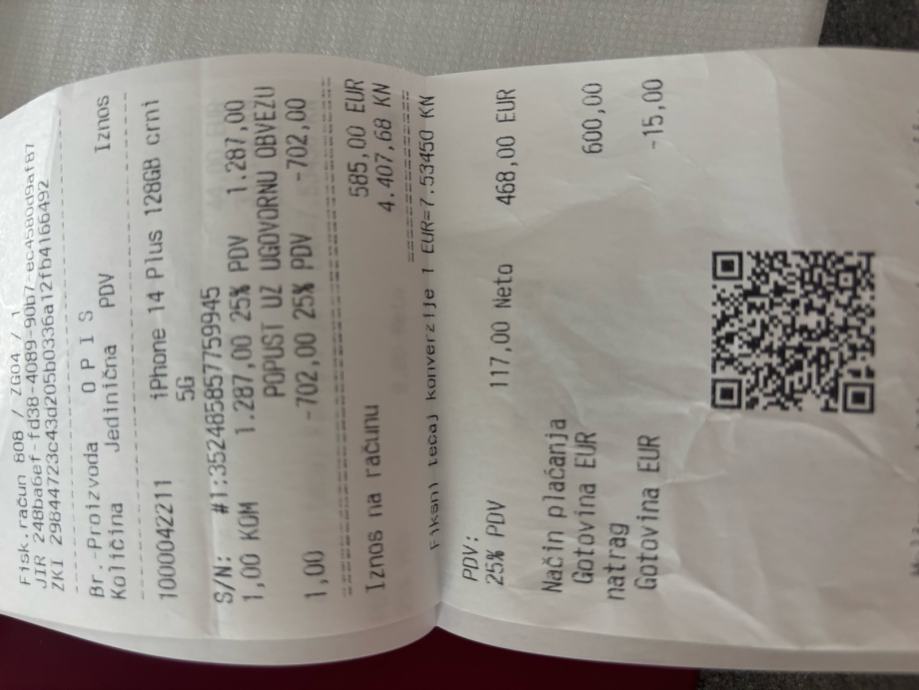 Fisk.račun 808 / ZG04 / 1
JIR 248ba6ef-fd38-4089-90b7-ec4580d9af87
ZKI 29844723c43d205b0336a12fb4166492
Br.-Proizvoda O P I S Iznos
Količina Jedinična PDV
1000042211 iPhone 14 Plus 128GB crni
5G
S/N: #1:352485857759945
1,00 KOM 1.287,00 25% PDV 1.287,00
POPUST UZ UGOVORNU OBVEZU
1,00 -702,00 25% PDV -702,00
Iznos na računu 585,00 EUR
4.407,68 KN
Fiksni tečaj konverzije 1 EUR=7.53450 KN
PDV:
25% PDV 117,00 Neto 468,00 EUR
Način plaćanja
Gotovina EUR 600,00
natrag
Gotovina EUR -15,00